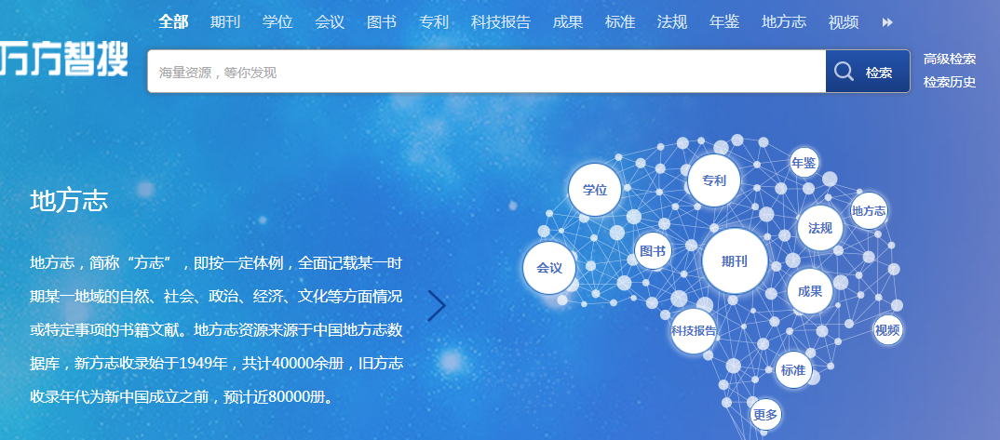 全部 期刊 学位 会议 图书 专利 科技报告 成果 标准 法规 年鉴 地方志 视频
万方智搜
海量资源，等你发现
检索
高级检索
检索历史
地方志
地方志，简称“方志”，即按一定体例，全面记载某一时
期某一地域的自然、社会、政治、经济、文化等方面情况
或特定事项的书籍文献。地方志资源来源于中国地方志数
据库，新方志收录始于1949年，共计40000余册，旧方志
收录年代为新中国成立之前，预计近80000册。
年鉴
专利
学位
地方志
法规
图书
期刊
会议
成果
科技报告
视频
标准
更多